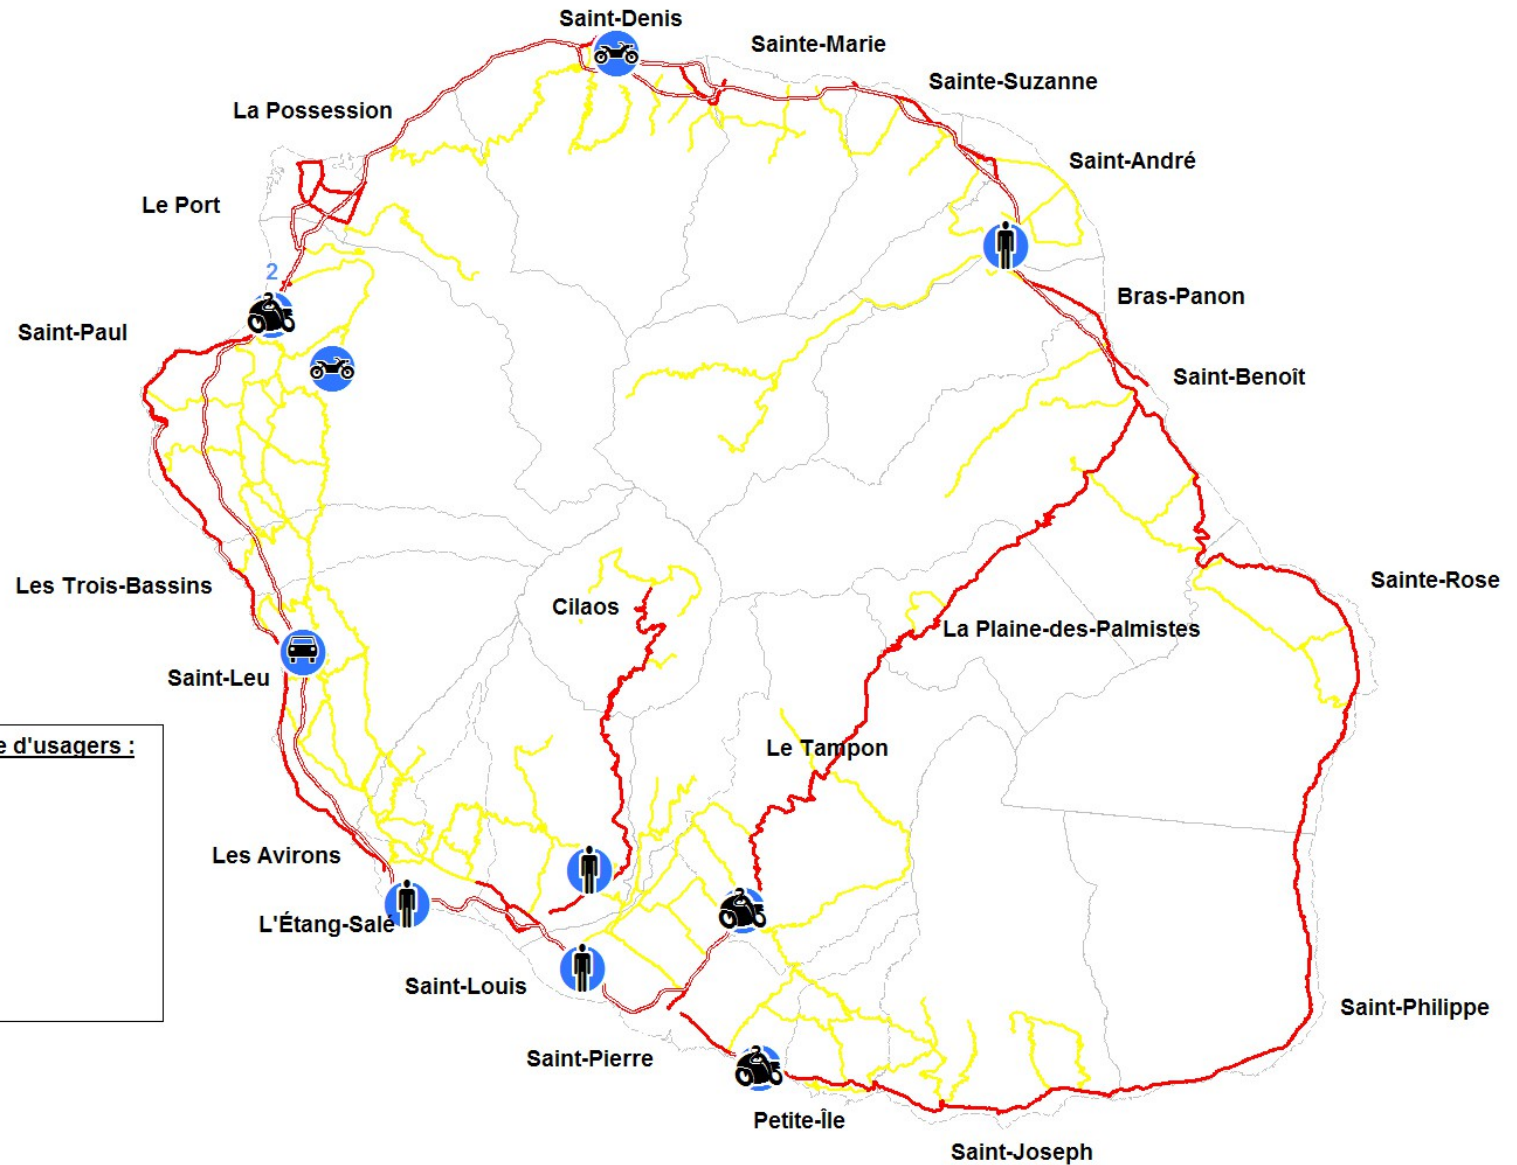 Saint-Denis
Sainte-Marie
Sainte-Suzanne
La Possession
Saint-André
Le Port
2
Bras-Panon
Saint-Paul
Saint-Benoît
Les Trois-Bassins
Sainte-Rose
Cilaos
La Plaine-des-Palmistes
Saint-Leu
e d'usagers :
Le Tampon
Les Avirons
L'Étang-Salé
Saint-Louis
Saint-Philippe
Saint-Pierre
Petite-Île
Saint-Joseph